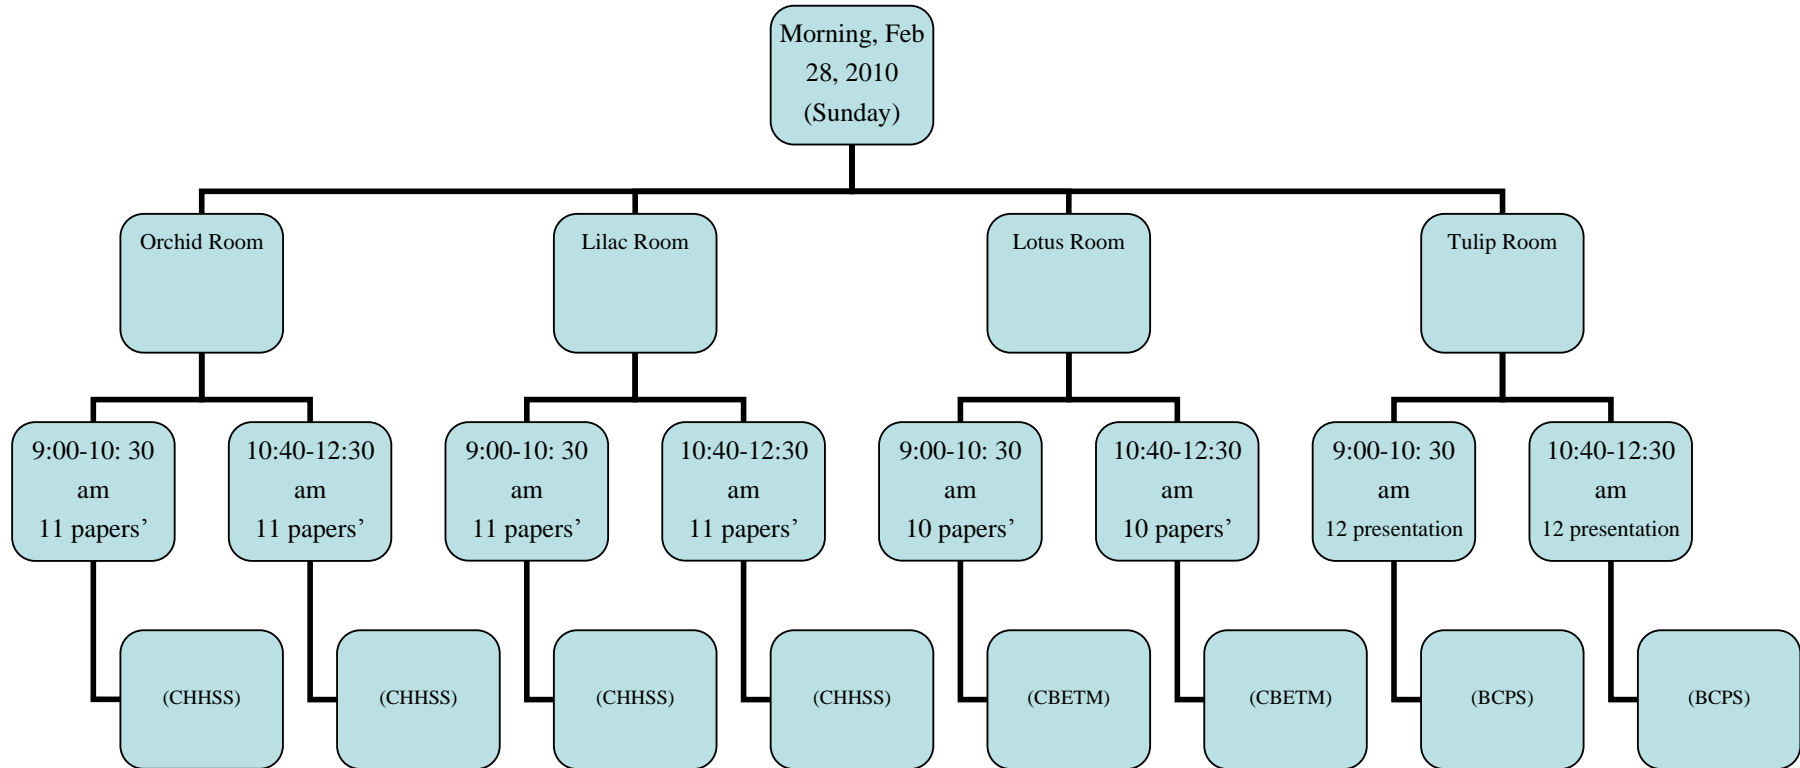 Morning, Feb
28, 2010
(Sunday)
Orchid Room
Lilac Room
Lotus Room
Tulip Room
9:00-10: 30
am
11 papers’
10:40-12:30
am
11 papers’
9:00-10: 30
am
11 papers’
10:40-12:30
am
11 papers’
9:00-10: 30
am
10 papers’
10:40-12:30
am
10 papers’
9:00-10: 30
am
12 presentation
10:40-12:30
am
12 presentation
(CHHSS)
(CHHSS)
(CHHSS)
(CHHSS)
(CBETM)
(CBETM)
(BCPS)
(BCPS)